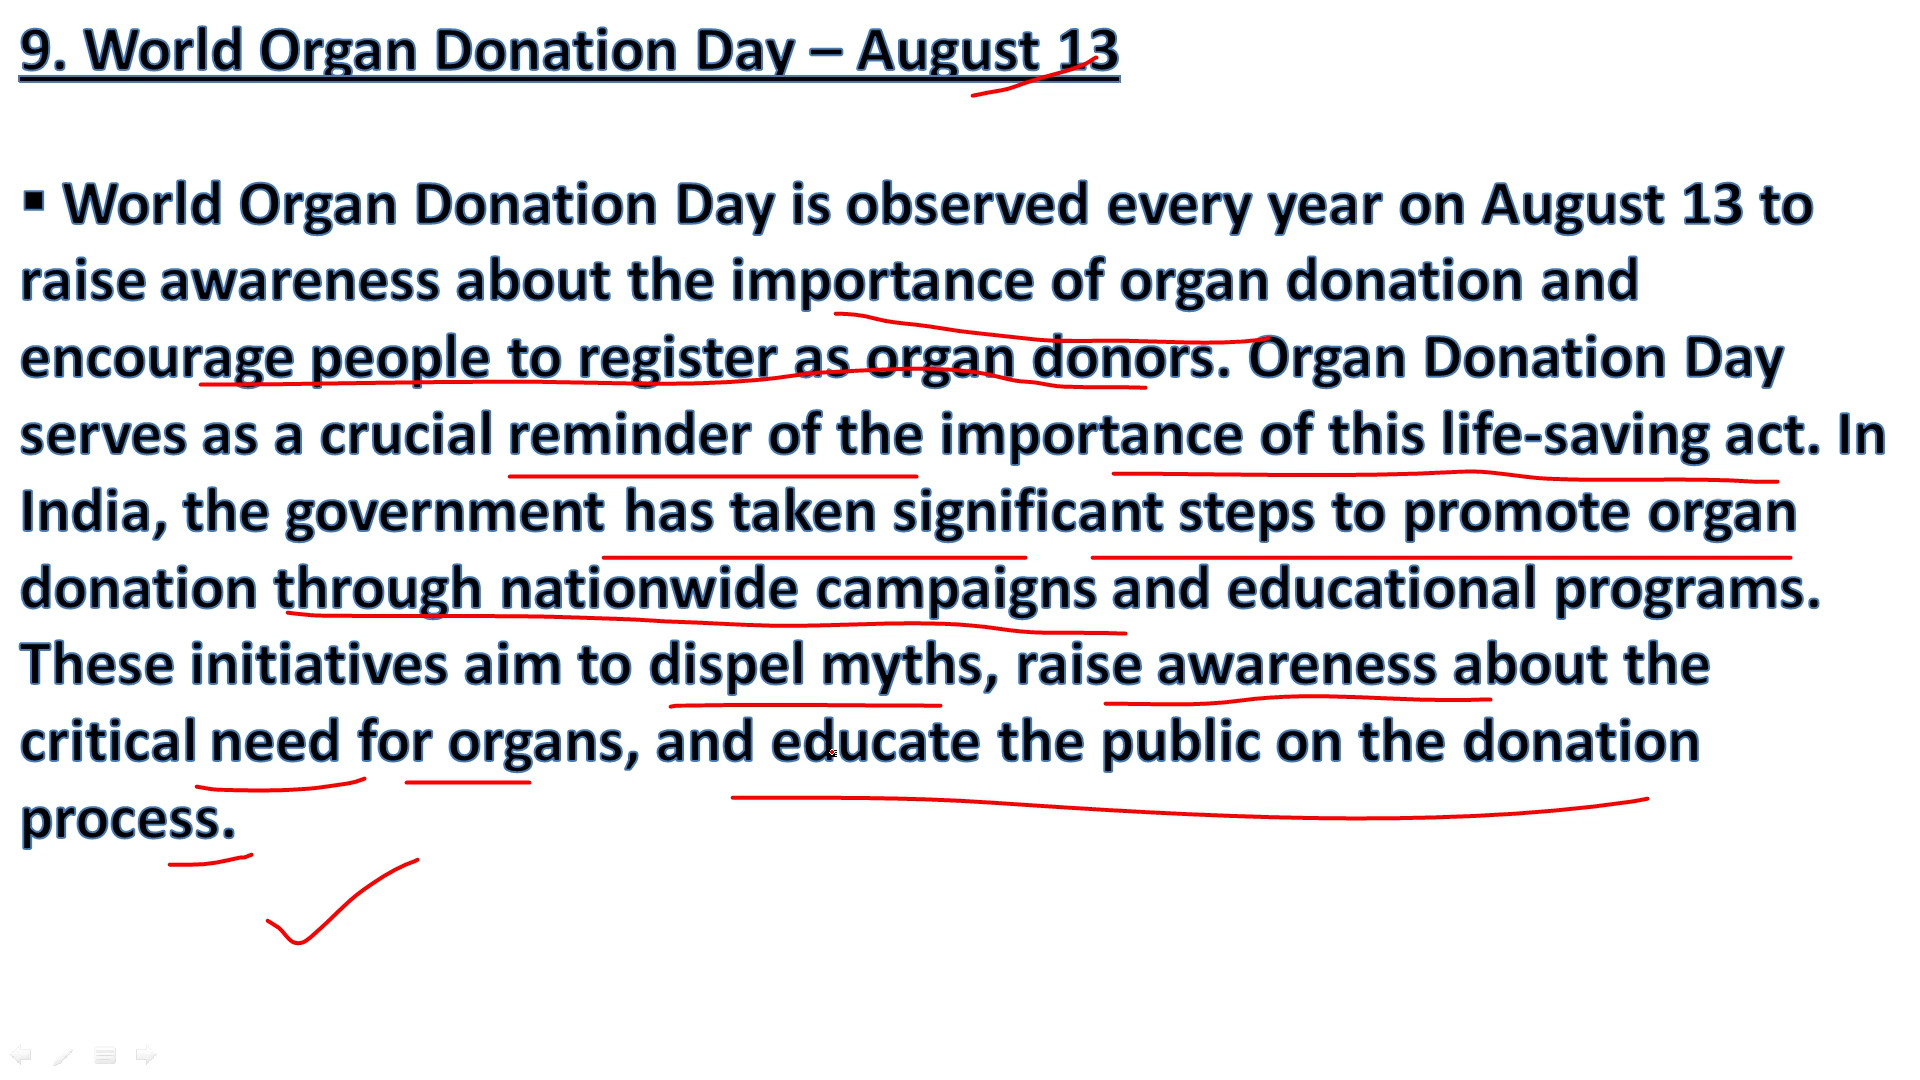 9. World Organ Donation Day – August 13
▪ World Organ Donation Day is observed every year on August 13 to
raise awareness about the importance of organ donation and
encourage people to register as organ donors. Organ Donation Day
serves as a crucial reminder of the importance of this life-saving act. In
India, the government has taken significant steps to promote organ
donation through nationwide campaigns and educational programs.
These initiatives aim to dispel myths, raise awareness about the
critical need for organs, and educate the public on the donation
process.